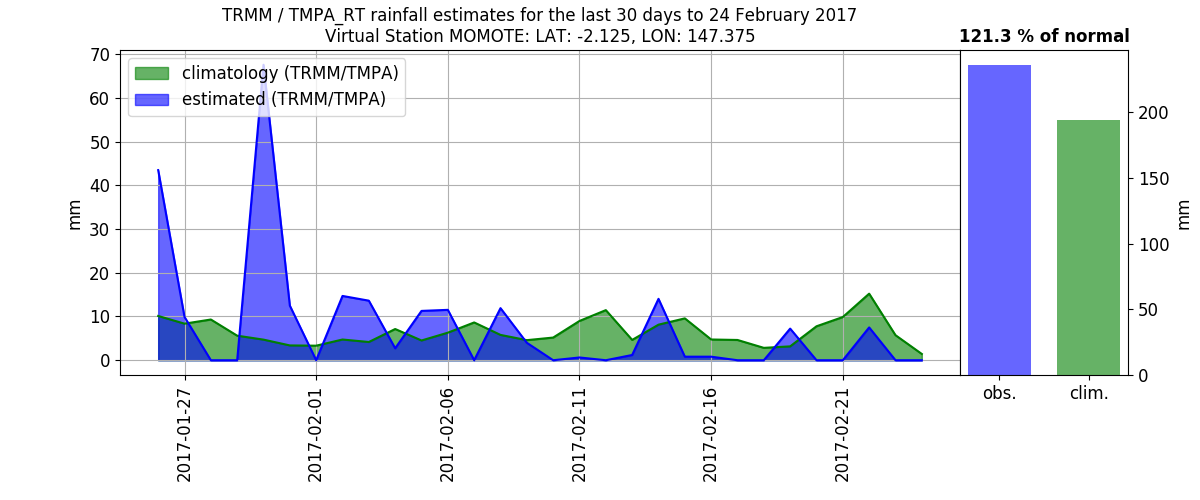 TRMM / TMPA_RT rainfall estimates for the last 30 days to 24 February 2017
Virtual Station MOMOTE: LAT: -2.125, LON: 147.375
121.3 % of normal
climatology (TRMM/TMPA)
estimated (TRMM/TMPA)
70
60
50
40
30
20
10
0
mm
2017-01-27
2017-02-01
2017-02-06
2017-02-11
2017-02-16
2017-02-21
200
150
100
50
0
mm
obs.
clim.